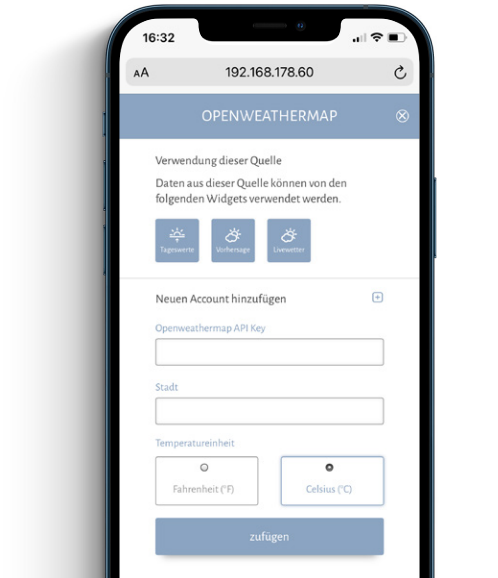 16:32
AA 192.168.178.60
OPENWEATHERMAP
Verwendung dieser Quelle
Daten aus dieser Quelle können von den
folgenden Widgets verwendet werden.
Tageswerte Vorhersage Livewetter
Neuen Account hinzufügen
Openweathermap API Key
Stadt
Temperatureinheit
Fahrenheit (°F) Celsius (°C)
zufügen